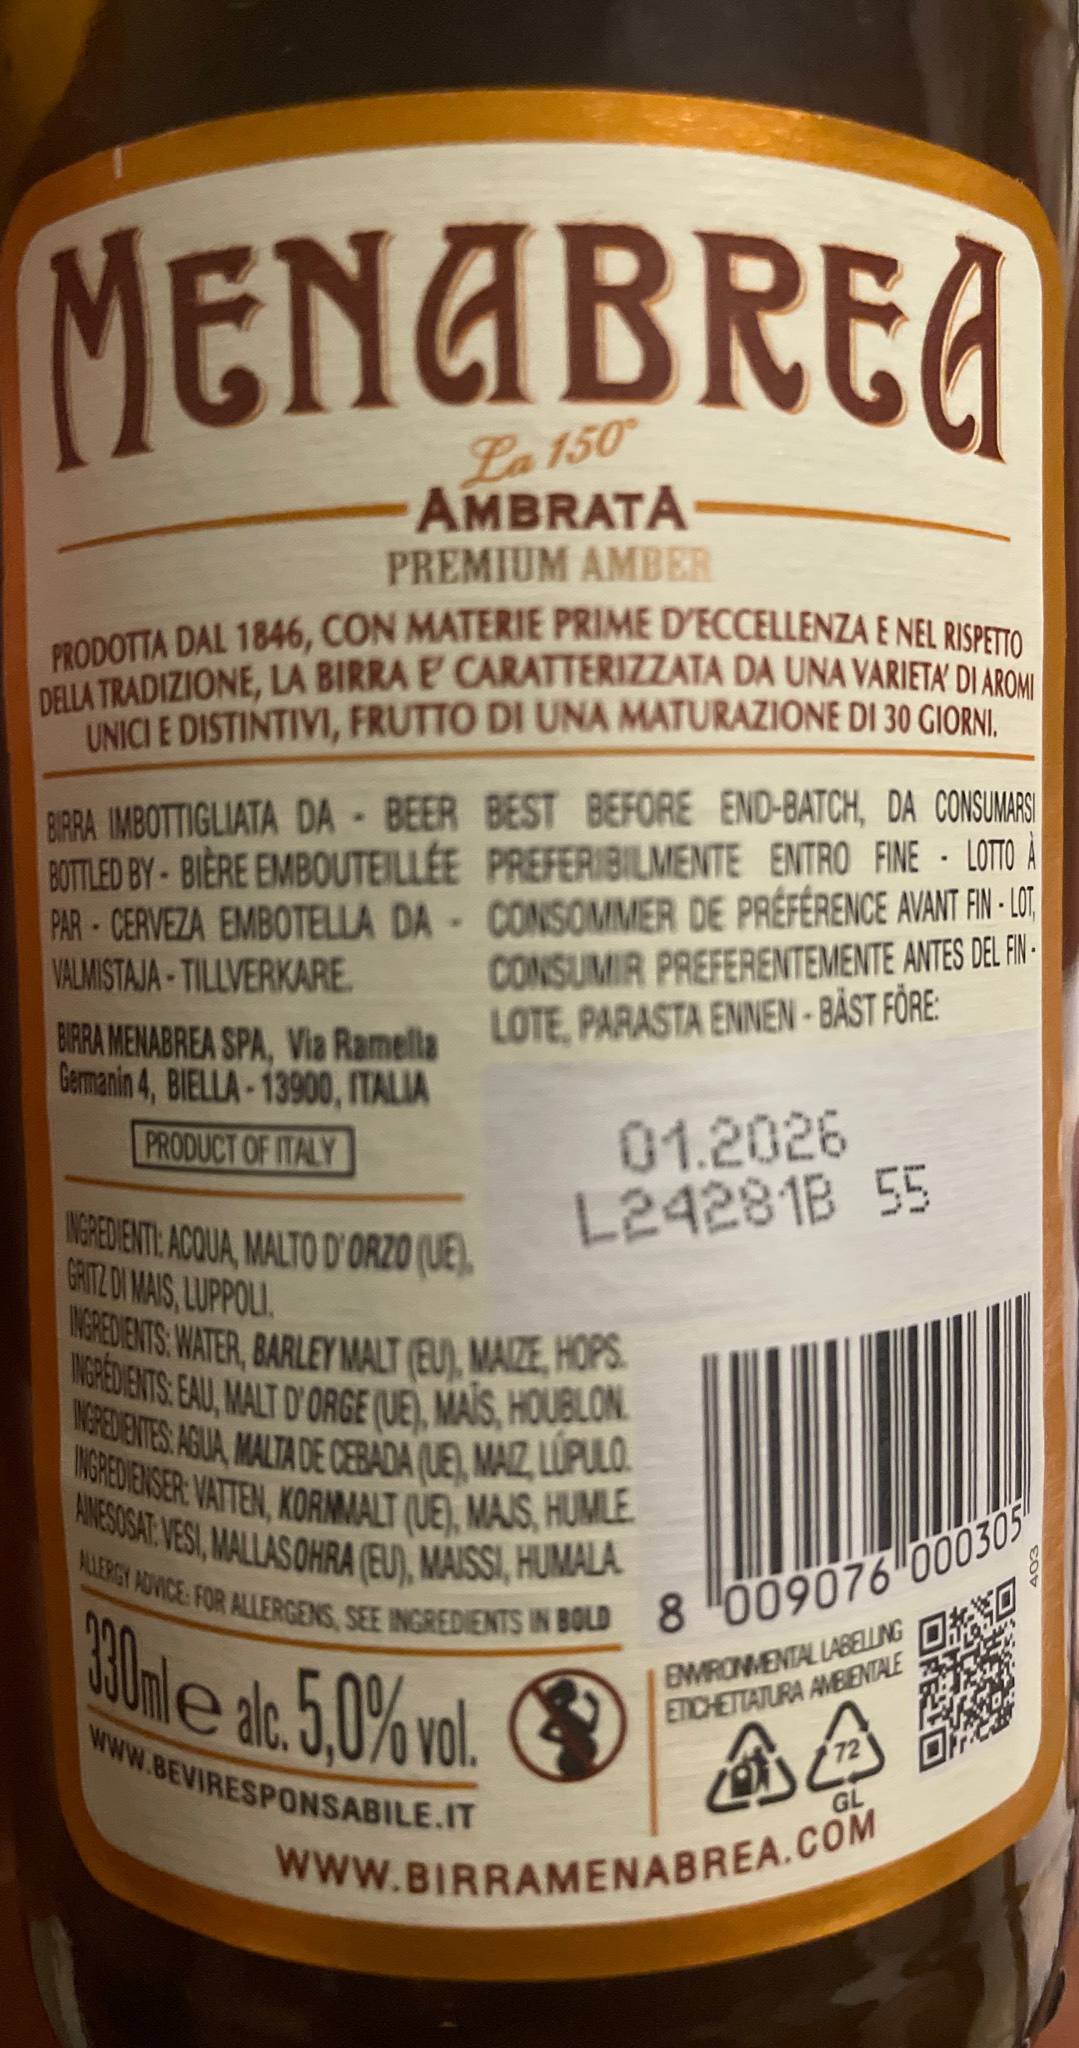 MENABREA
La 150°
AMBRATA
PREMIUM AMBER
PRODOTTA DAL 1846, CON MATERIE PRIME D'ECCELLENZA E NEL RISPETTO
DELLA TRADIZIONE, LA BIRRA E' CARATTERIZZATA DA UNA VARIETA' DI AROMI
UNICI E DISTINTIVI, FRUTTO DI UNA MATURAZIONE DI 30 GIORNI.
BIRRA IMBOTTIGLIATA DA - BEER
BOTTLED BY - BIÈRE EMBOUTEILLÉE
PAR - CERVEZA EMBOTELLA DA -
VALMISTAJA - TILLVERKARE.
BIRRA MENABREA SPA, Via Ramella
Germanin 4, BIELLA - 13900, ITALIA
PRODUCT OF ITALY
BEST BEFORE END-BATCH, DA CONSUMARSI
PREFERIBILMENTE ENTRO FINE - LOTTO À
CONSOMMER DE PRÉFÉRENCE AVANT FIN - LOT,
CONSUMIR PREFERENTEMENTE ANTES DEL FIN -
LOTE, PARASTA ENNEN - BÄST FÖRE:
01.2026
L24281B 55
INGREDIENTI: ACQUA, MALTO D'ORZO (UE),
GRITZ DI MAIS, LUPPOLI.
INGREDIENTS: WATER, BARLEY MALT (EU), MAIZE, HOPS.
INGRÉDIENTS: EAU, MALT D'ORGE (UE), MAÏS, HOUBLON.
INGREDIENTES: AGUA, MALTA DE CEBADA (UE), MAIZ, LÚPULO.
INGREDIENSER: VATTEN, KORNMALT (UE), MAJS, HUMLE.
AINESOSAT: VESI, MALLASOHRA (EU), MAISSI, HUMALA.
ALLERGY ADVICE: FOR ALLERGENS, SEE INGREDIENTS IN BOLD
8 009076 000305
403
330ml e alc. 5,0% vol.
WWW.BEVIRESPONSABILE.IT
ENVIRONMENTAL LABELLING
ETICHETTATURA AMBIENTALE
72
GL
WWW.BIRRAMENABREA.COM